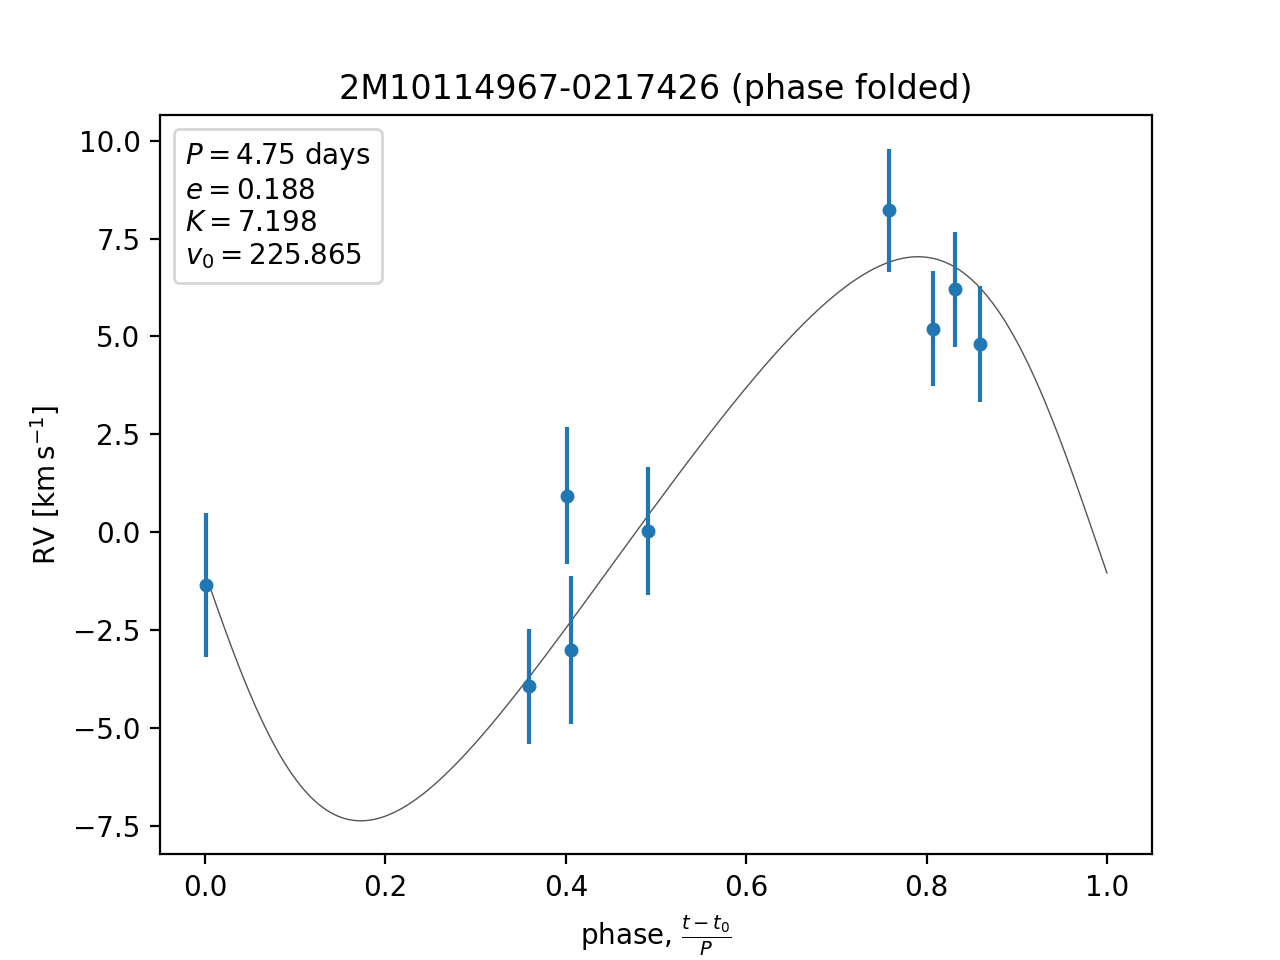 2M10114967-0217426 (phase folded)
P = 4.75 days
e = 0.188
K = 7.198
v₀ = 225.865
10.0
7.5
5.0
2.5
0.0
−2.5
−5.0
−7.5
RV [km s⁻¹]
0.0 0.2 0.4 0.6 0.8 1.0
phase, (t − t₀)/P